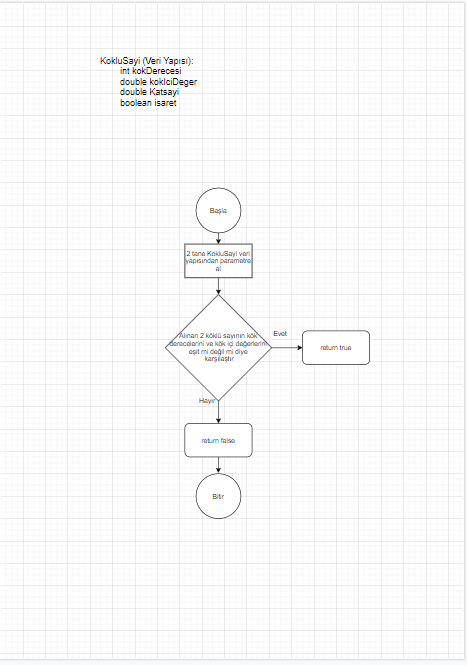 KokluSayi (Veri Yapısı):
int kokDerecesi
double kokIciDeger
double Katsayi
boolean isaret
Başla
2 tane KokluSayi veri
yapısından parametre
al
Alınan 2 köklü sayının kök
derecelerini ve kök içi değerlerini
eşit mi değil mi diye
karşılaştır
Evet
return true
Hayır
return false
Bitir